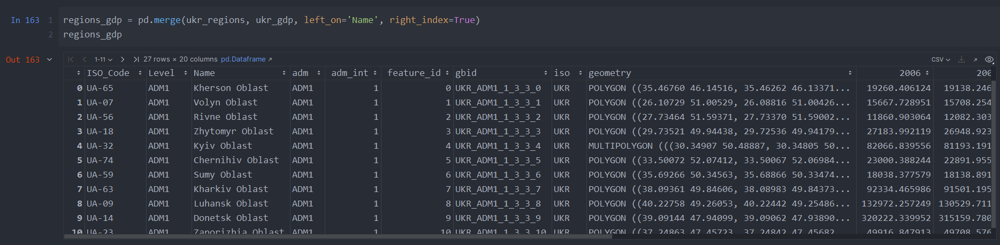 In 163 1 regions_gdp = pd.merge(ukr_regions, ukr_gdp, left_on='Name', right_index=True)
2 regions_gdp
Out 163 1-11 27 rows × 20 columns pd.Dataframe ↗ CSV
ISO_Code Level Name adm adm_int feature_id gbid iso geometry 2006 200
0 UA-65 ADM1 Kherson Oblast ADM1 1 0 UKR_ADM1_1_3_3_0 UKR POLYGON ((35.46760 46.14516, 35.46262 46.13371... 19260.406124 19138.246
1 UA-07 ADM1 Volyn Oblast ADM1 1 1 UKR_ADM1_1_3_3_1 UKR POLYGON ((26.10729 51.00529, 26.08816 51.00426... 15667.728951 15708.254
2 UA-56 ADM1 Rivne Oblast ADM1 1 2 UKR_ADM1_1_3_3_2 UKR POLYGON ((27.73464 51.59371, 27.73370 51.59002... 11860.903064 12082.303
3 UA-18 ADM1 Zhytomyr Oblast ADM1 1 3 UKR_ADM1_1_3_3_3 UKR POLYGON ((29.73521 49.94438, 29.72536 49.94179... 27183.992119 26948.923
4 UA-32 ADM1 Kyiv Oblast ADM1 1 4 UKR_ADM1_1_3_3_4 UKR MULTIPOLYGON (((30.34907 50.48887, 30.34805 50... 82066.839556 81193.191
5 UA-74 ADM1 Chernihiv Oblast ADM1 1 5 UKR_ADM1_1_3_3_5 UKR POLYGON ((33.50072 52.07412, 33.50067 52.06984... 23000.388244 22891.955
6 UA-59 ADM1 Sumy Oblast ADM1 1 6 UKR_ADM1_1_3_3_6 UKR POLYGON ((35.69266 50.34563, 35.68866 50.33474... 18038.377579 18138.891
7 UA-63 ADM1 Kharkiv Oblast ADM1 1 7 UKR_ADM1_1_3_3_7 UKR POLYGON ((38.09361 49.84606, 38.08983 49.84373... 92334.465986 91501.195
8 UA-09 ADM1 Luhansk Oblast ADM1 1 8 UKR_ADM1_1_3_3_8 UKR POLYGON ((40.22758 49.26053, 40.22442 49.25486... 132972.257249 130529.711
9 UA-14 ADM1 Donetsk Oblast ADM1 1 9 UKR_ADM1_1_3_3_9 UKR POLYGON ((39.09144 47.94099, 39.09062 47.93890... 320222.339952 315159.780
10 UA-23 ADM1 Zaporizhia Oblast ADM1 1 10 UKR_ADM1_1_3_3_10 UKR POLYGON ((37.24863 47.45723, 37.24842 47.45682... 49916.847913 49708.576